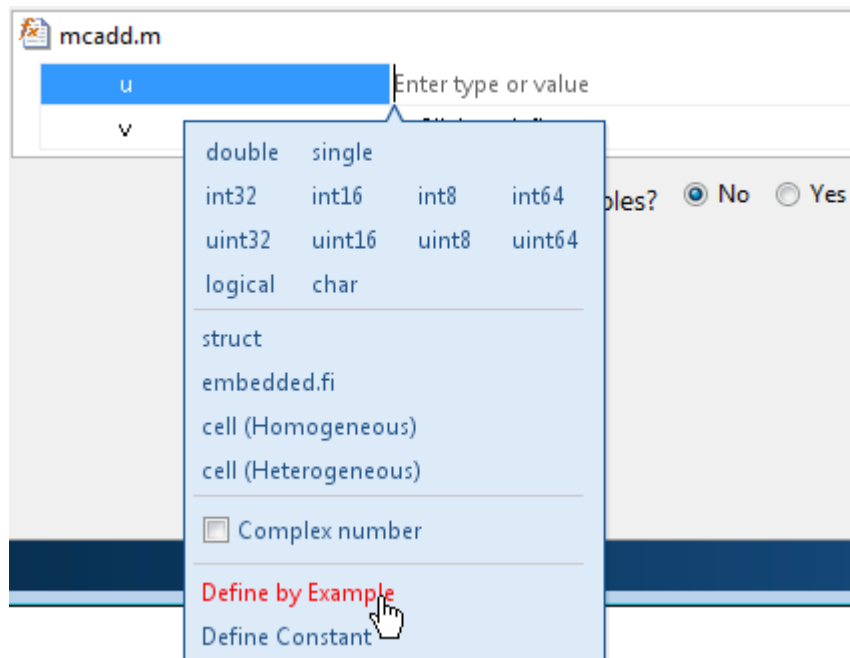 mcadd.m
u Enter type or value
v
double single
int32 int16 int8 int64
bles? No Yes
uint32 uint16 uint8 uint64
logical char
struct
embedded.fi
cell (Homogeneous)
cell (Heterogeneous)
Complex number
Define by Example
Define Constant